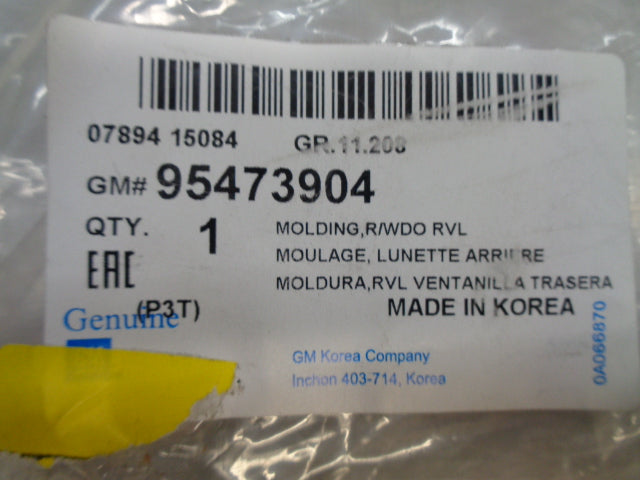 07894 15084 GR.11.208
GM# 95473904
QTY. 1
MOLDING,R/WDO RVL
MOULAGE, LUNETTE ARRIERE
MOLDURA,RVL VENTANILLA TRASERA
EAC
(P3T) MADE IN KOREA
Genuine
GM Korea Company
Inchon 403-714, Korea
0A066870